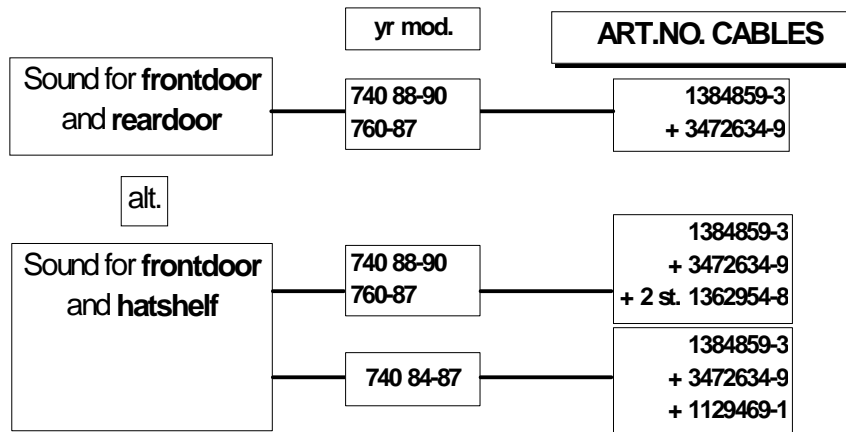 yr mod.
ART.NO. CABLES
Sound for frontdoor
and reardoor
740 88-90
760-87
1384859-3
+ 3472634-9
alt.
Sound for frontdoor
and hatshelf
740 88-90
760-87
1384859-3
+ 3472634-9
+ 2 st. 1362954-8
740 84-87
1384859-3
+ 3472634-9
+ 1129469-1